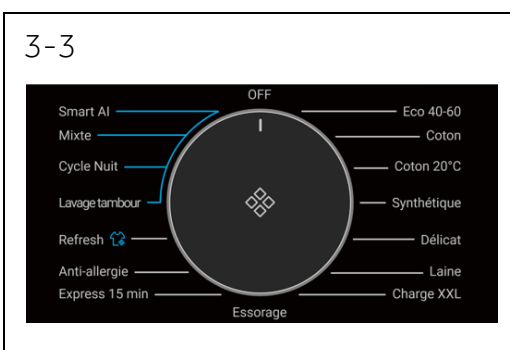 3-3
OFF
Smart AI
Mixte
Cycle Nuit
Lavage tambour
Refresh
Anti-allergie
Express 15 min
Eco 40-60
Coton
Coton 20°C
Synthétique
Délicat
Laine
Charge XXL
Essorage